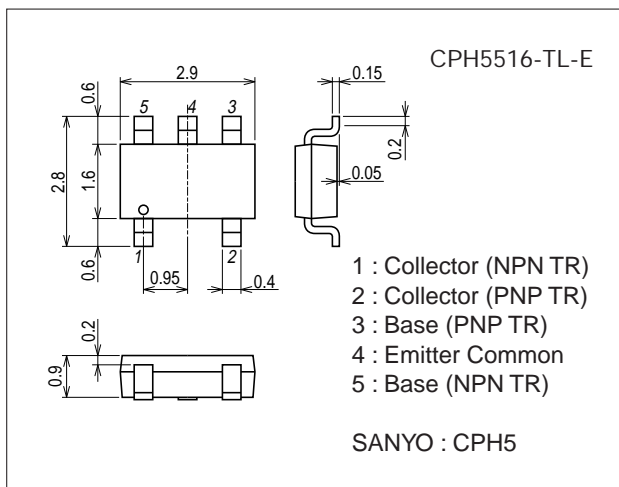 CPH5516-TL-E
2.9
0.15
0.6
5
4
3
0.2
2.8
1.6
0.05
0.6
1
2
0.95
0.4
1 : Collector (NPN TR)
2 : Collector (PNP TR)
3 : Base (PNP TR)
4 : Emitter Common
5 : Base (NPN TR)
0.2
0.9
SANYO : CPH5